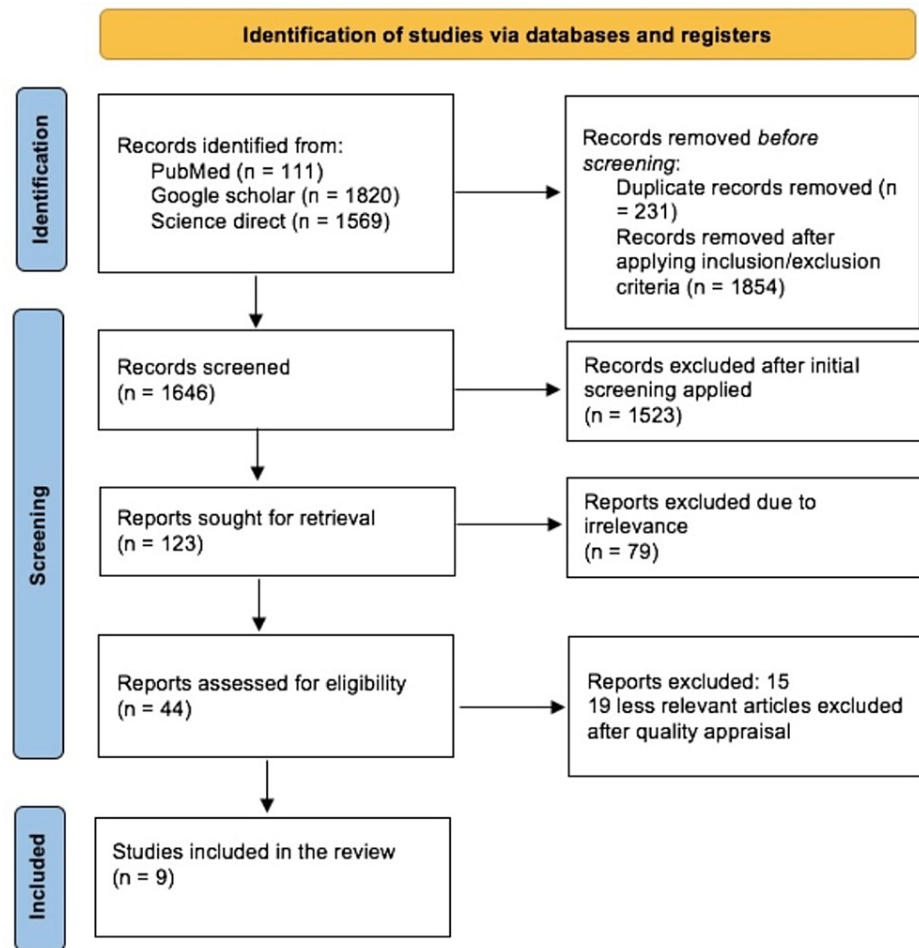 Identification of studies via databases and registers
Identification
Records identified from:
PubMed (n = 111)
Google scholar (n = 1820)
Science direct (n = 1569)
Records removed before
screening:
Duplicate records removed (n
= 231)
Records removed after
applying inclusion/exclusion
criteria (n = 1854)
Screening
Records screened
(n = 1646)
Records excluded after initial
screening applied
(n = 1523)
Reports sought for retrieval
(n = 123)
Reports excluded due to
irrelevance
(n = 79)
Reports assessed for eligibility
(n = 44)
Reports excluded: 15
19 less relevant articles excluded
after quality appraisal
Included
Studies included in the review
(n = 9)